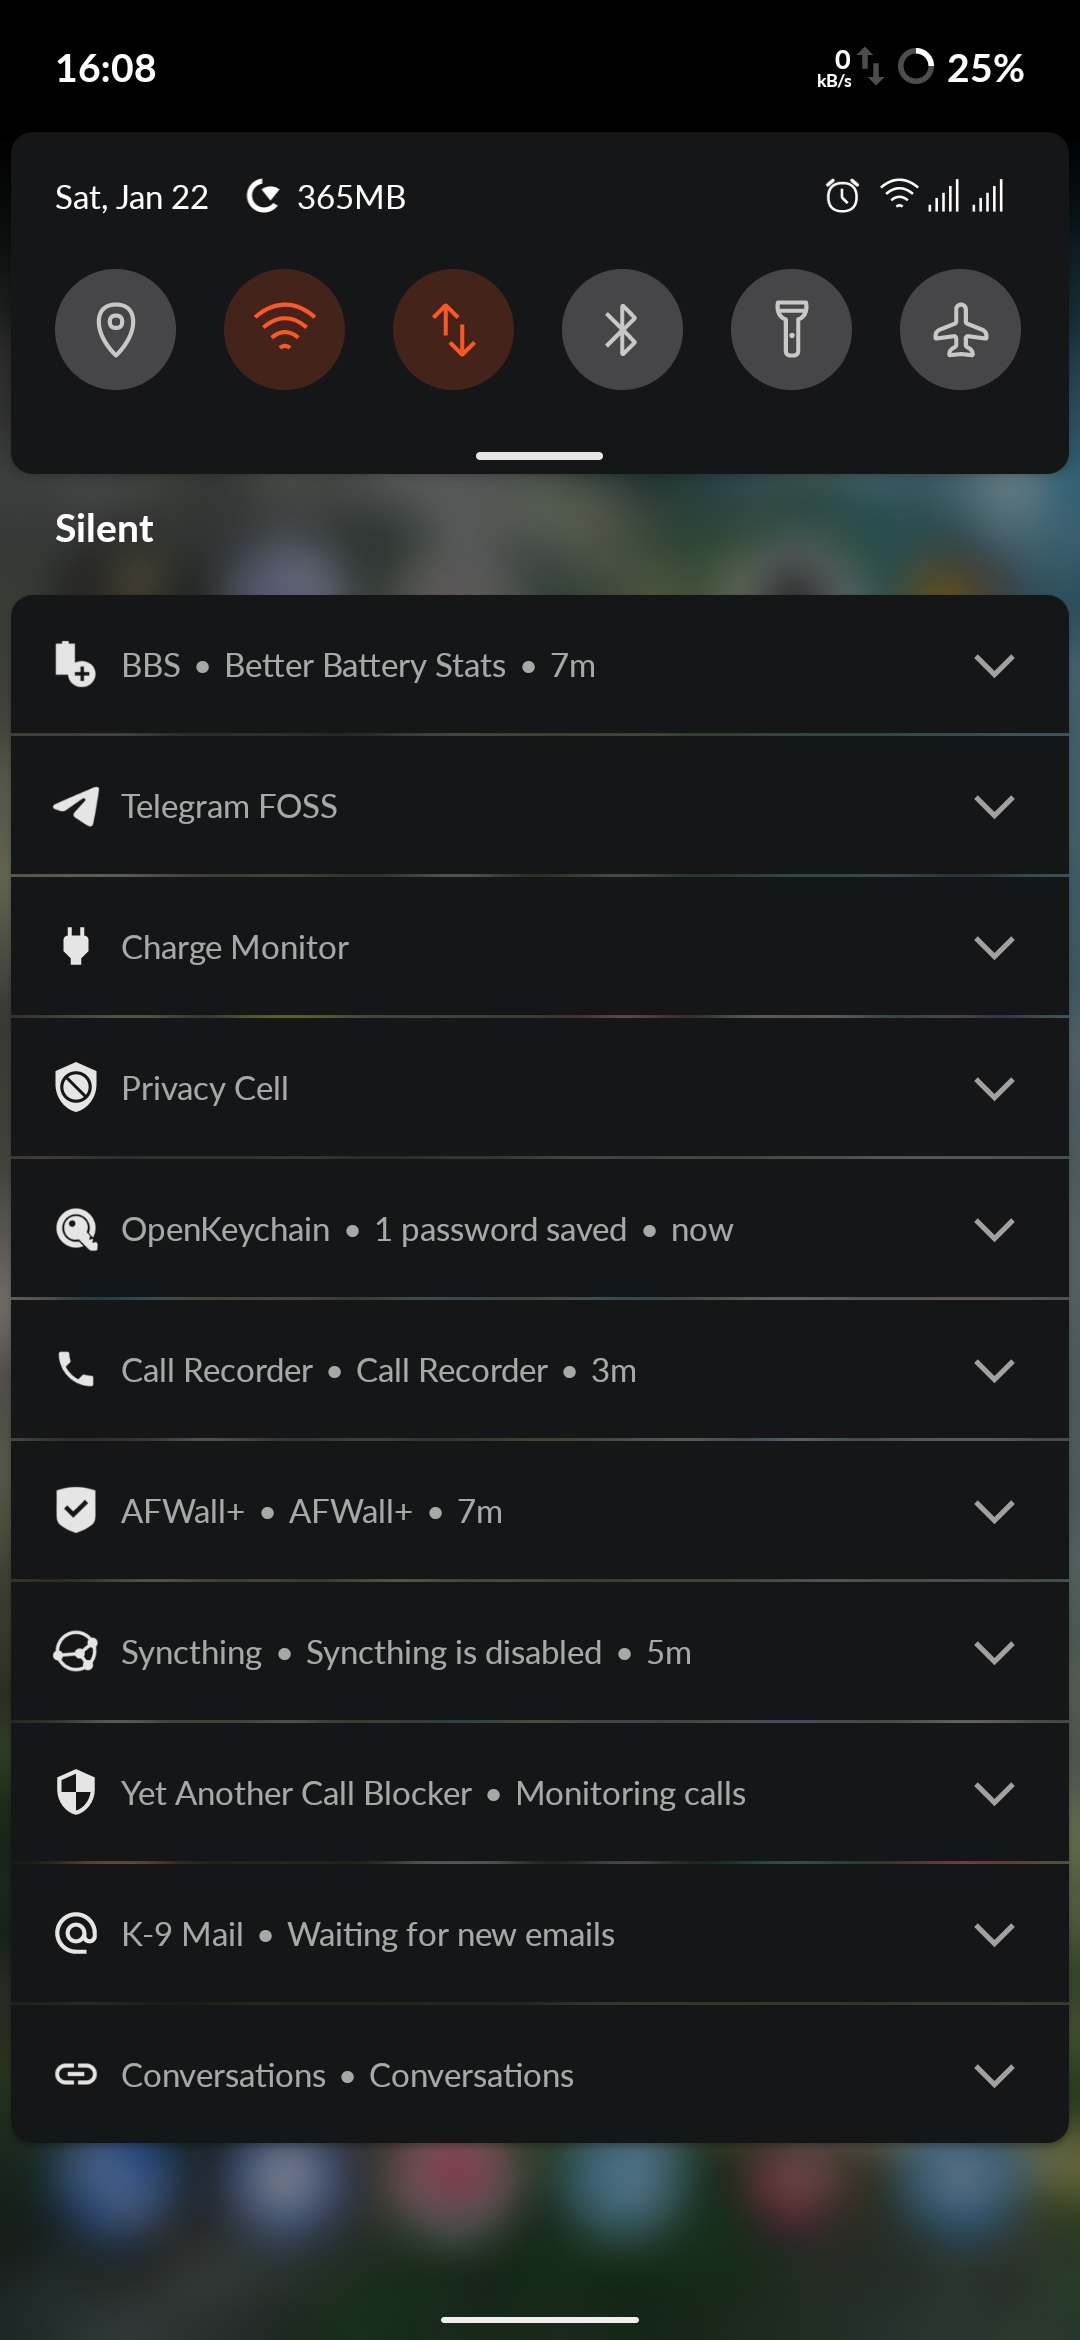 16:08 0 kB/s 25%
Sat, Jan 22 365MB
Silent
BBS • Better Battery Stats • 7m
Telegram FOSS
Charge Monitor
Privacy Cell
OpenKeychain • 1 password saved • now
Call Recorder • Call Recorder • 3m
AFWall+ • AFWall+ • 7m
Syncthing • Syncthing is disabled • 5m
Yet Another Call Blocker • Monitoring calls
K-9 Mail • Waiting for new emails
Conversations • Conversations